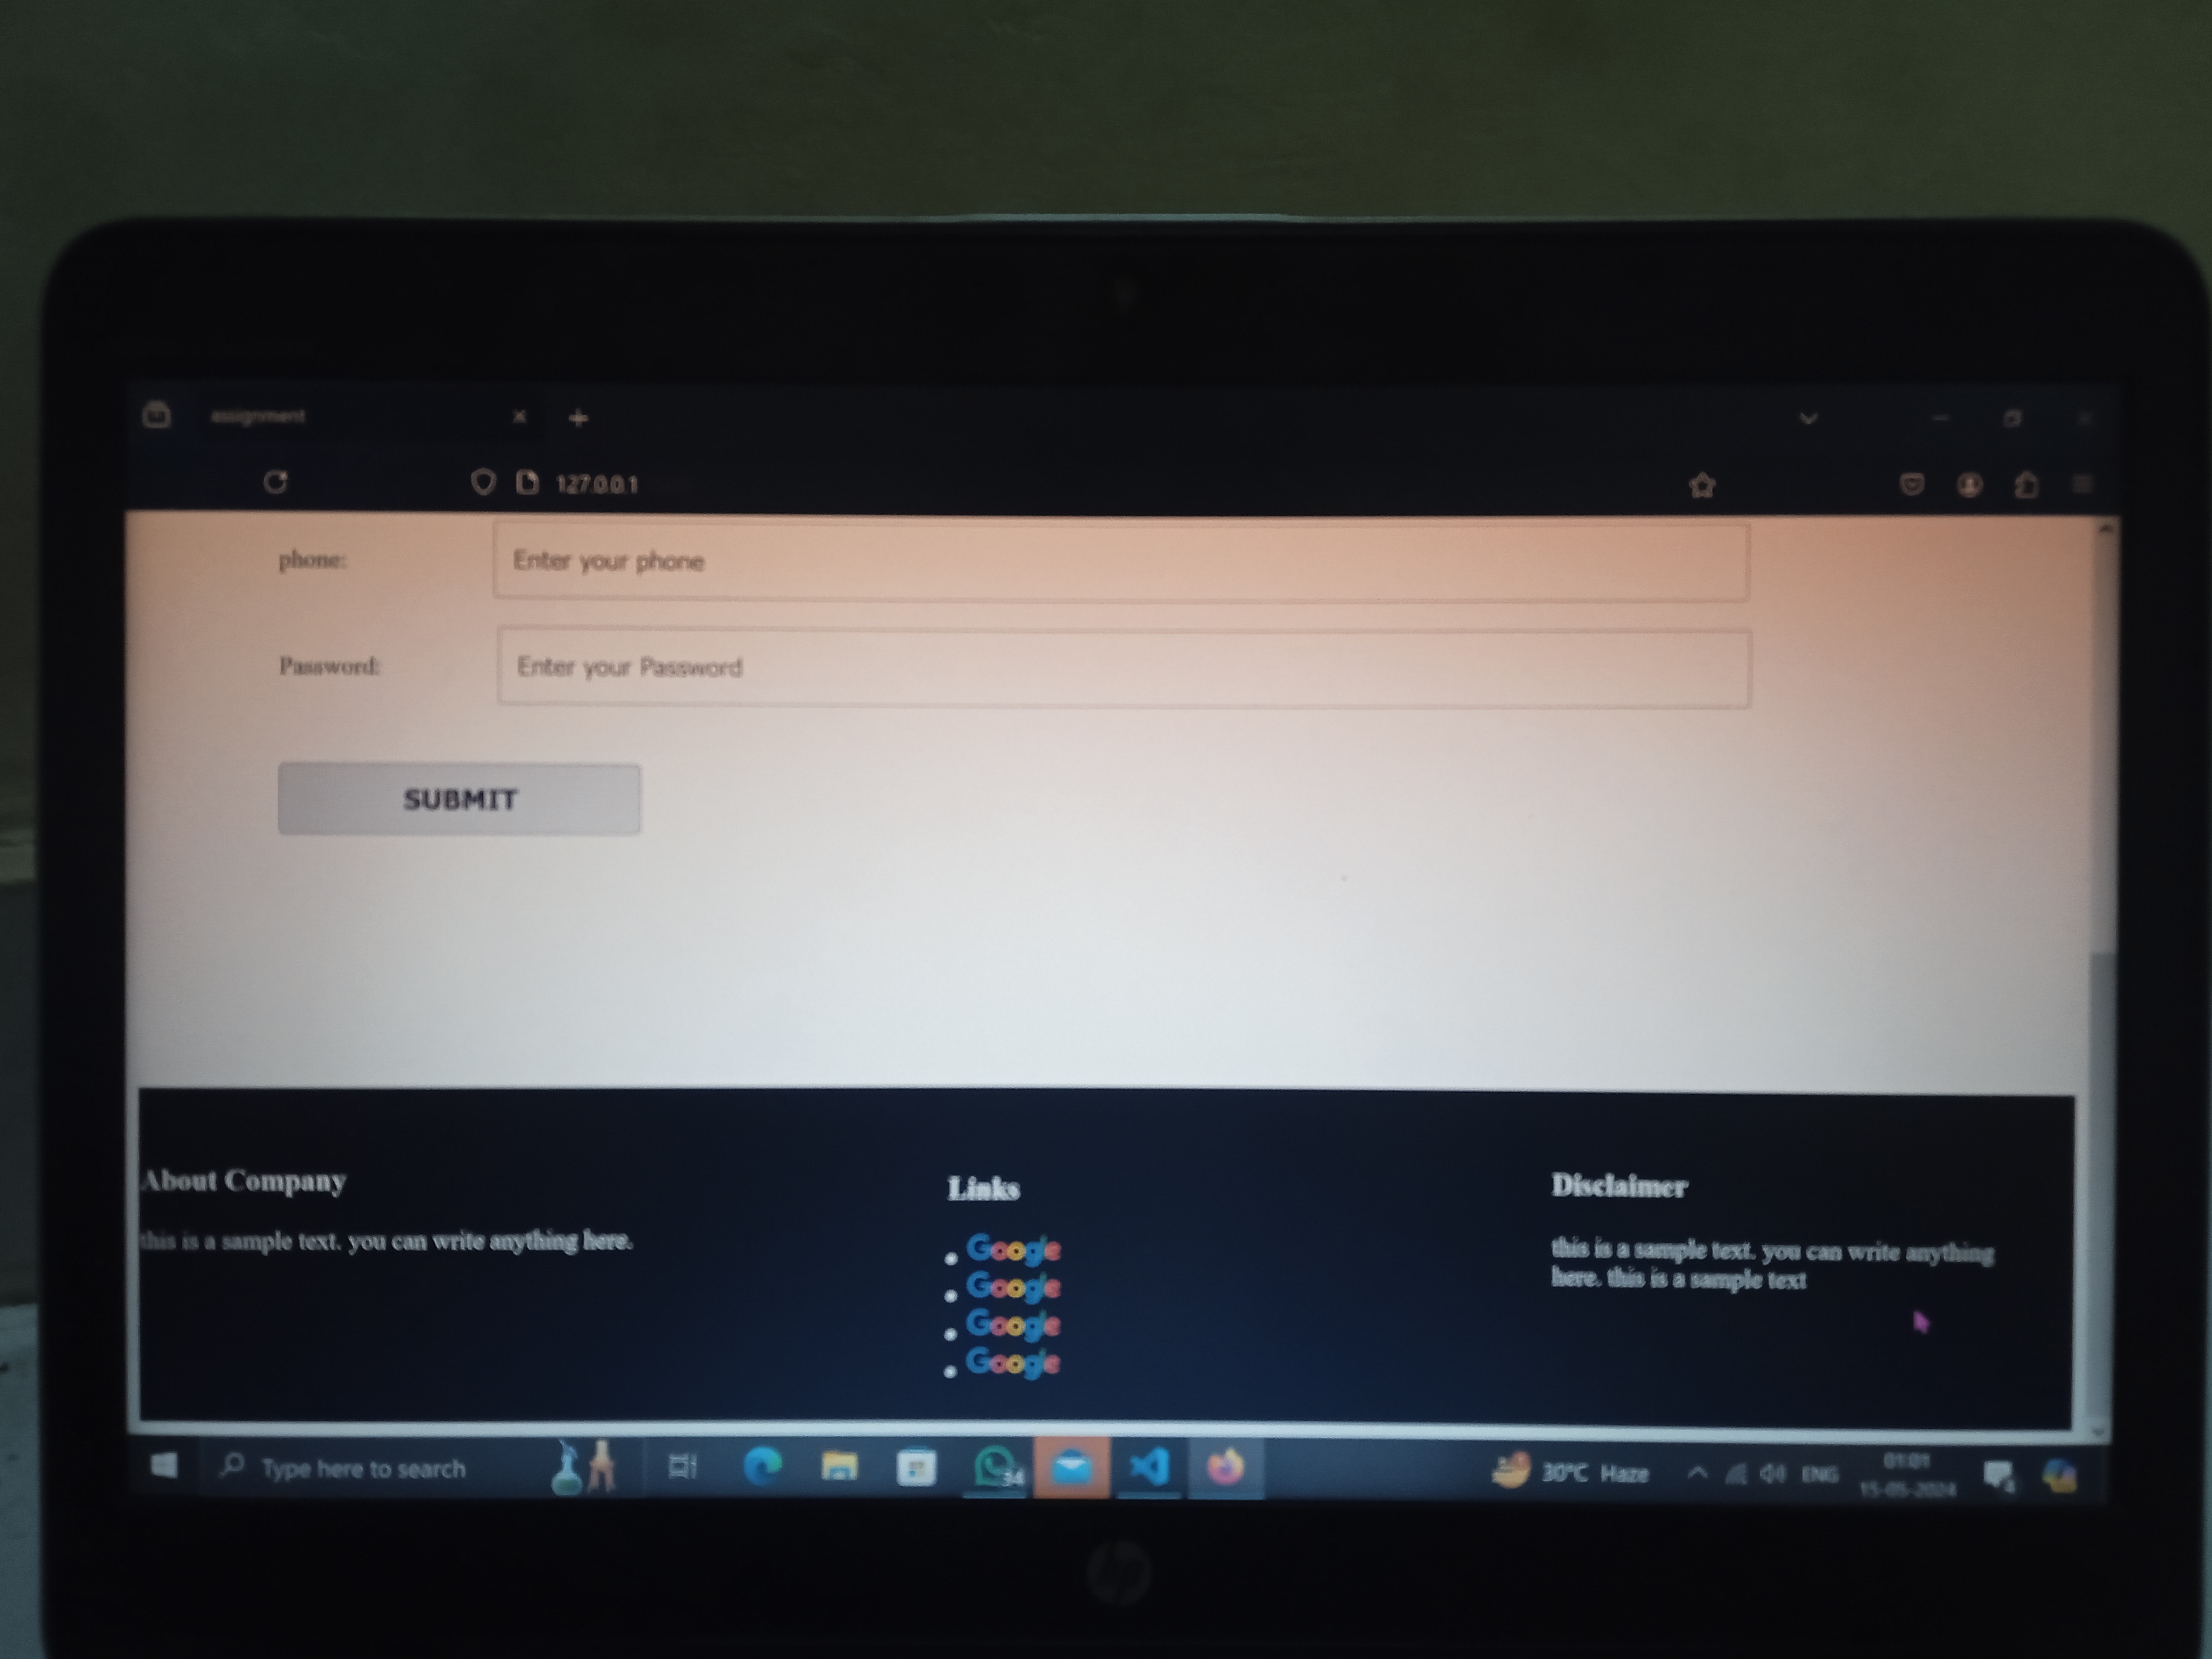 assignment
127.0.0.1
phone:
Enter your phone
Password:
Enter your Password
SUBMIT
About Company
this is a sample text. you can write anything here.
Links
Google
Google
Google
Google
Disclaimer
this is a sample text. you can write anything
here. this is a sample text
Type here to search
34
30°C Haze
ENG
01:01
15-05-2024
4
hp